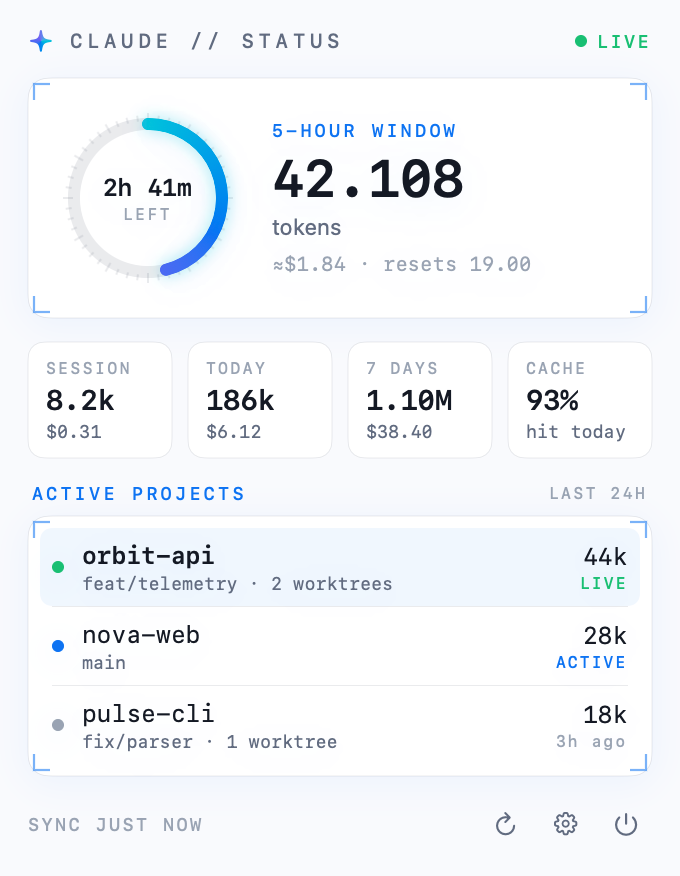 CLAUDE // STATUS
LIVE
2h 41m
LEFT
5-HOUR WINDOW
42.108
tokens
≈$1.84 · resets 19.00
SESSION
8.2k
$0.31
TODAY
186k
$6.12
7 DAYS
1.10M
$38.40
CACHE
93%
hit today
ACTIVE PROJECTS
LAST 24H
orbit-api
44k
feat/telemetry · 2 worktrees
LIVE
nova-web
28k
main
ACTIVE
pulse-cli
18k
fix/parser · 1 worktree
3h ago
SYNC JUST NOW